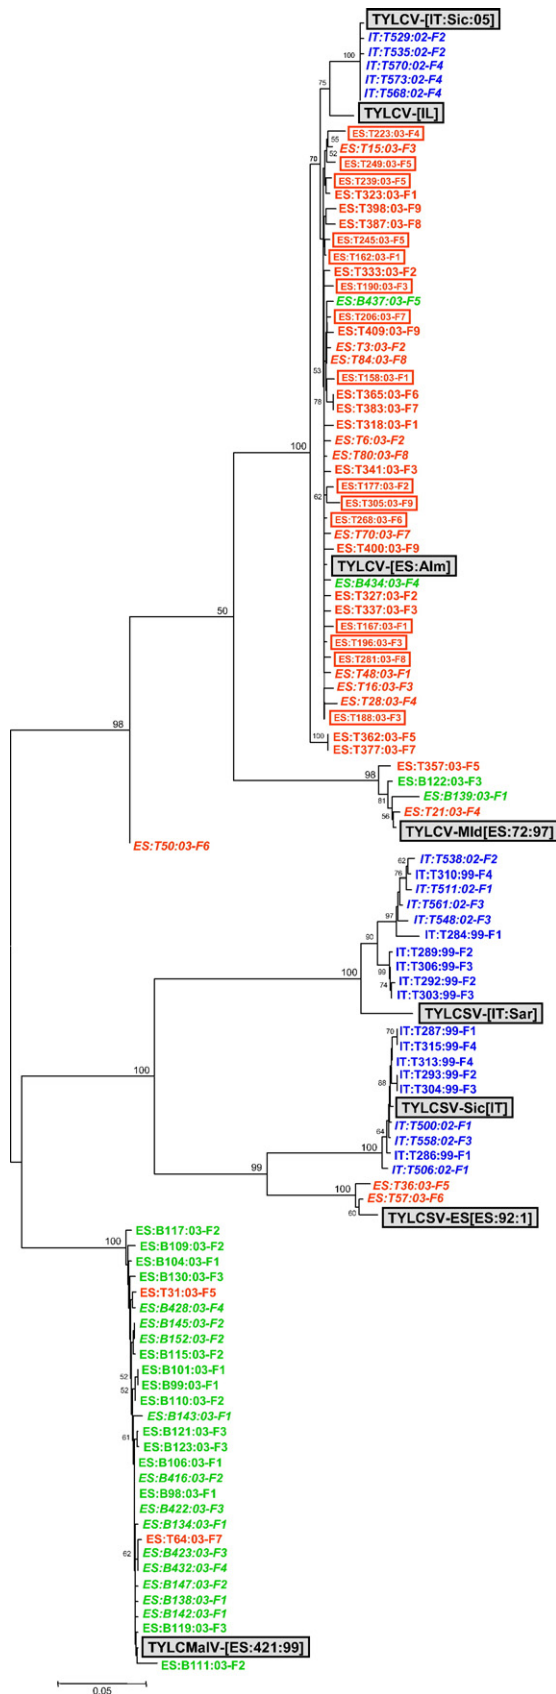 TYLCV-[IT:Sic:05]
IT:T529:02-F2
IT:T535:02-F2
100
IT:T570:02-F4
IT:T573:02-F4
75
IT:T568:02-F4
TYLCV-[IL]
ES:T223:03-F4
55
ES:T15:03-F3
52
70
ES:T249:03-F5
ES:T239:03-F5
ES:T323:03-F1
ES:T398:03-F9
ES:T387:03-F8
ES:T245:03-F5
ES:T162:03-F1
ES:T333:03-F2
ES:T190:03-F3
ES:B437:03-F5
ES:T206:03-F7
ES:T409:03-F9
ES:T3:03-F2
ES:T84:03-F8
53
ES:T158:03-F1
ES:T365:03-F6
78
ES:T383:03-F7
ES:T318:03-F1
ES:T6:03-F2
100
ES:T80:03-F8
ES:T341:03-F3
ES:T177:03-F2
62
ES:T305:03-F9
ES:T268:03-F6
ES:T70:03-F7
ES:T400:03-F9
TYLCV-[ES:Alm]
ES:B434:03-F4
ES:T327:03-F2
50
ES:T337:03-F3
ES:T167:03-F1
ES:T196:03-F3
ES:T281:03-F8
ES:T48:03-F1
ES:T16:03-F3
ES:T28:03-F4
ES:T188:03-F3
98
ES:T362:03-F5
100
ES:T377:03-F7
ES:T357:03-F5
98
ES:B122:03-F3
81
ES:B139:03-F1
56
ES:T21:03-F4
TYLCV-Mld[ES:72:97]
ES:T50:03-F6
IT:T538:02-F2
62
IT:T310:99-F4
76
IT:T511:02-F1
IT:T561:02-F3
97
IT:T548:02-F3
IT:T284:99-F1
93
IT:T289:99-F2
IT:T306:99-F3
99
100
IT:T292:99-F2
74
IT:T303:99-F3
TYLCSV-[IT:Sar]
70
IT:T287:99-F1
IT:T315:99-F4
IT:T313:99-F4
100
IT:T293:99-F2
88
IT:T304:99-F3
TYLCSV-Sic[IT]
IT:T500:02-F1
64
IT:T558:02-F3
100
IT:T286:99-F1
IT:T506:02-F1
99
ES:T36:03-F5
100
ES:T57:03-F6
60
TYLCSV-ES[ES:92:1]
ES:B117:03-F2
100
ES:B109:03-F2
ES:B104:03-F1
ES:B130:03-F3
ES:T31:03-F5
ES:B428:03-F4
ES:B145:03-F2
ES:B152:03-F2
ES:B115:03-F2
52
ES:B101:03-F1
ES:B99:03-F1
52
ES:B110:03-F2
ES:B143:03-F1
ES:B121:03-F3
61
ES:B123:03-F3
ES:B106:03-F1
ES:B416:03-F2
ES:B98:03-F1
ES:B422:03-F3
ES:B134:03-F1
ES:T64:03-F7
62
ES:B423:03-F3
ES:B432:03-F4
ES:B147:03-F2
ES:B138:03-F1
ES:B142:03-F1
ES:B119:03-F3
TYLCMalV-[ES:421:99]
ES:B111:03-F2
0.05